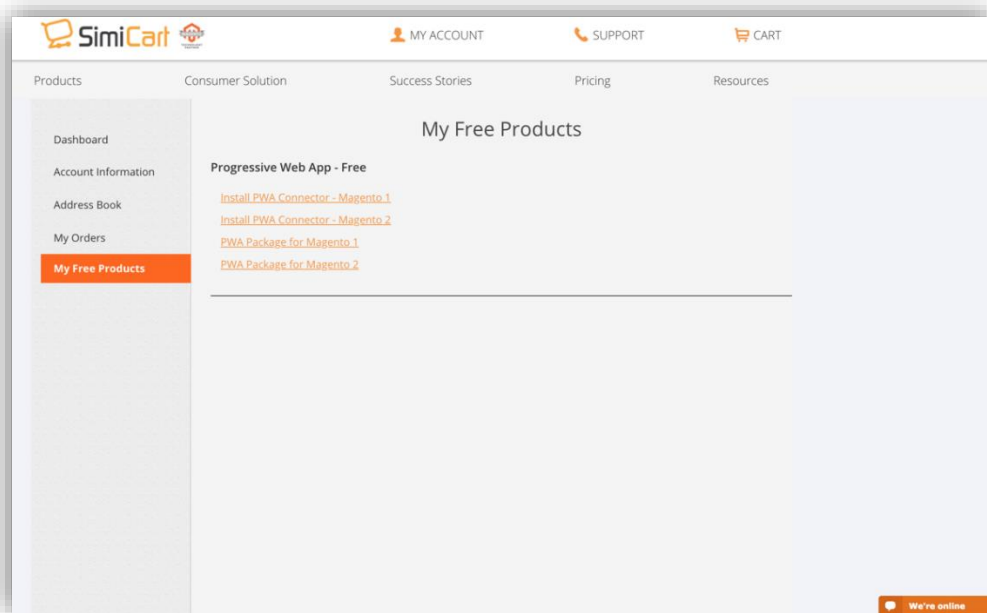 SimiCart
MY ACCOUNT
SUPPORT
CART
Products
Consumer Solution
Success Stories
Pricing
Resources
Dashboard
Account Information
Address Book
My Orders
My Free Products
My Free Products
Progressive Web App - Free
Install PWA Connector - Magento 1
Install PWA Connector - Magento 2
PWA Package for Magento 1
PWA Package for Magento 2
We're online